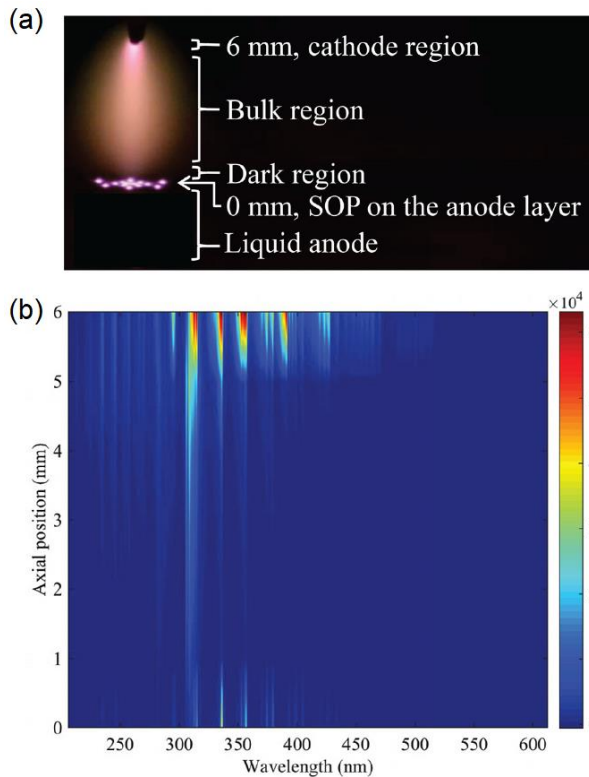 (a)
6 mm, cathode region
Bulk region
Dark region
0 mm, SOP on the anode layer
Liquid anode
(b)
×10⁴
6
5
4
3
2
1
0
Axial position (mm)
250 300 350 400 450 500 550 600
Wavelength (nm)